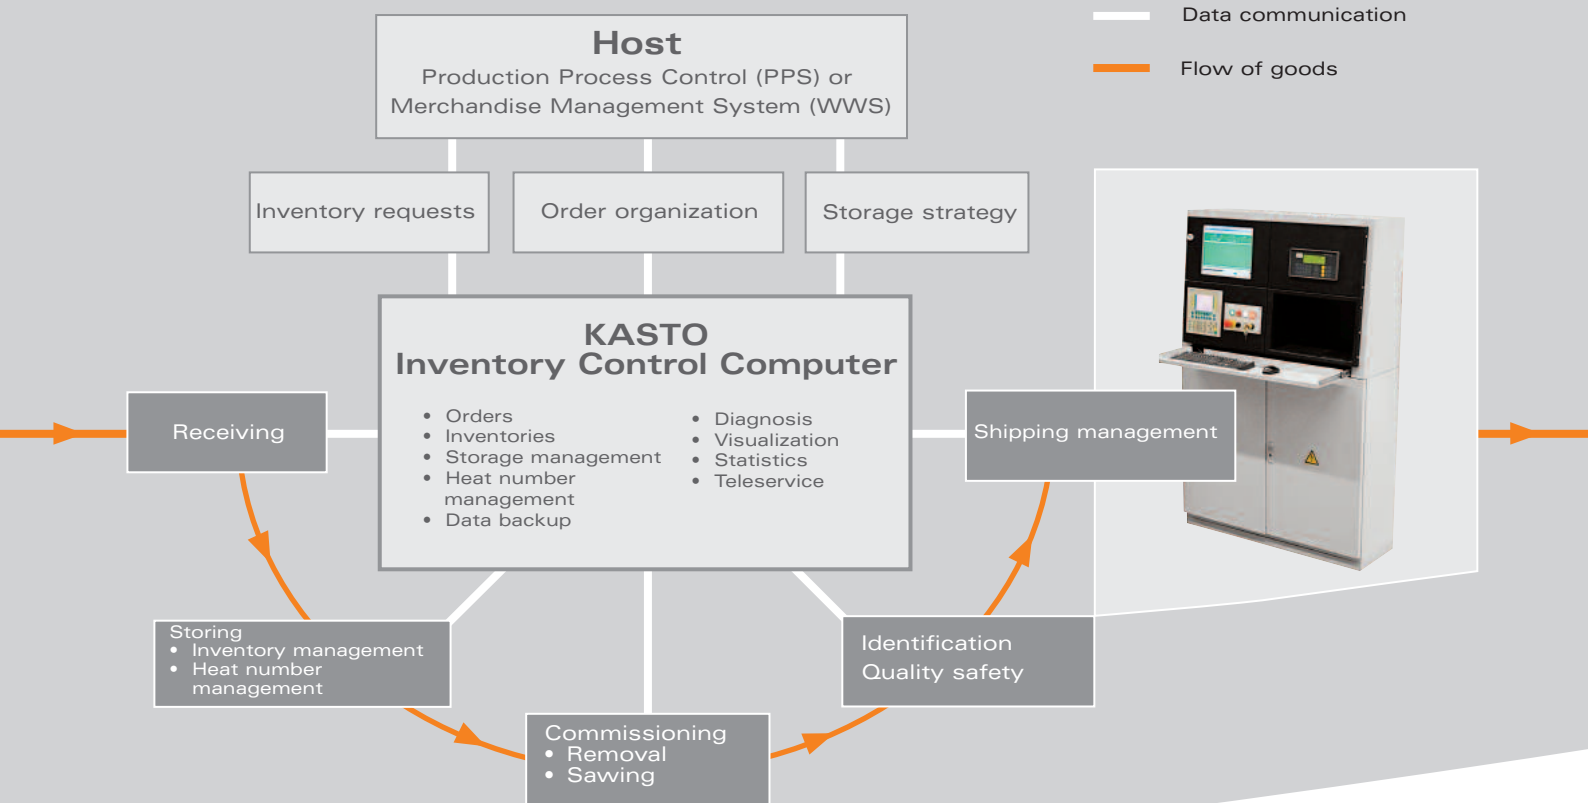 Data communication
Flow of goods
Host
Production Process Control (PPS) or
Merchandise Management System (WWS)
Inventory requests
Order organization
Storage strategy
KASTO
Inventory Control Computer
• Orders
• Inventories
• Storage management
• Heat number
management
• Data backup
• Diagnosis
• Visualization
• Statistics
• Teleservice
Receiving
Shipping management
Storing
• Inventory management
• Heat number
management
Identification
Quality safety
Commissioning
• Removal
• Sawing